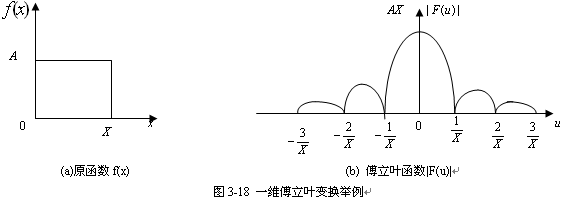 f(x)
A
0
X
x
AX
|F(u)|
-3/X
-2/X
-1/X
0
1/X
2/X
3/X
u
(a)原函数 f(x)
(b) 傅立叶函数|F(u)|
图 3-18 一维傅立叶变换举例